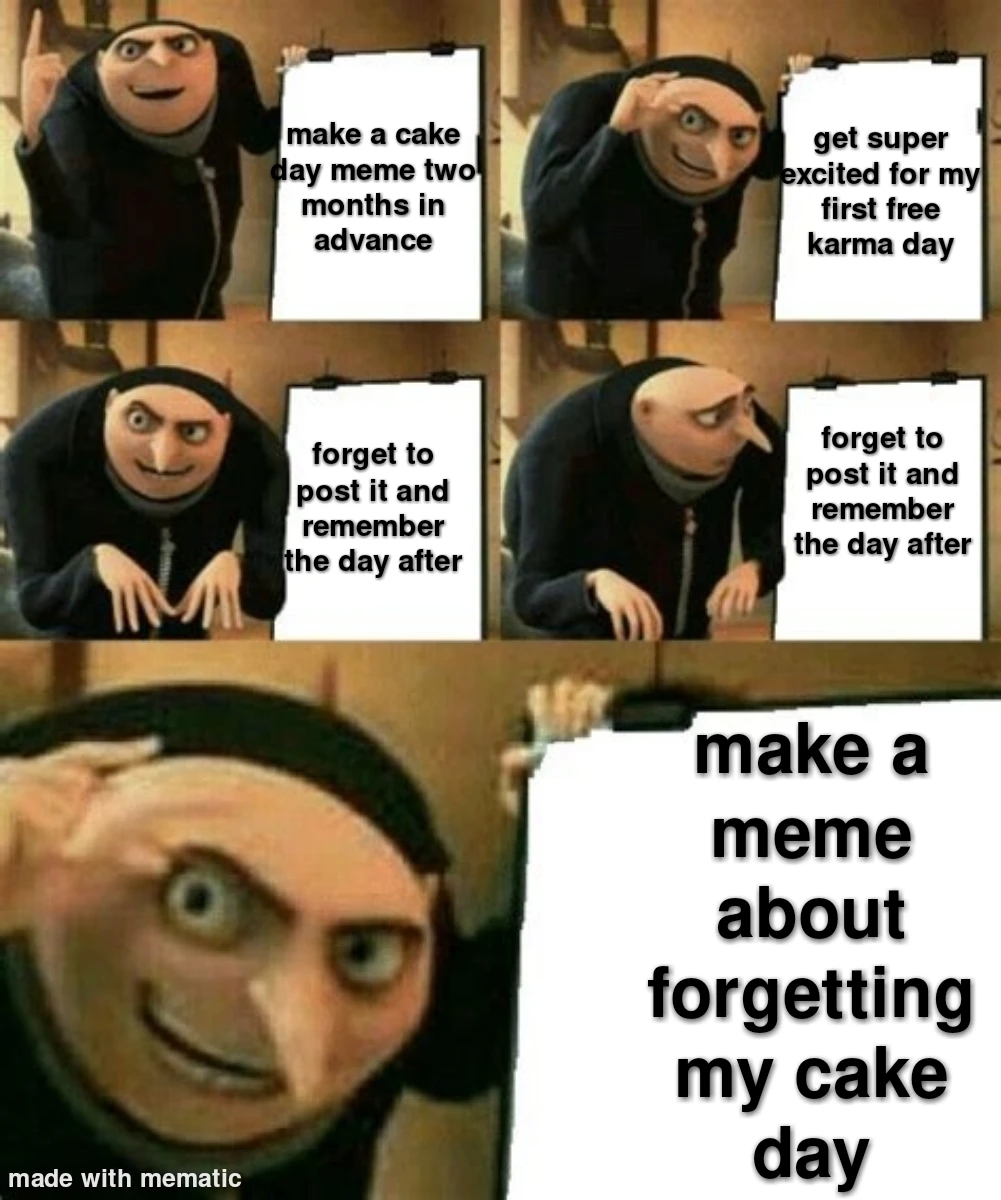 make a cake
day meme two
months in
advance
get super
excited for my
first free
karma day
forget to
post it and
remember
the day after
forget to
post it and
remember
the day after
make a
meme
about
forgetting
my cake
day
made with mematic